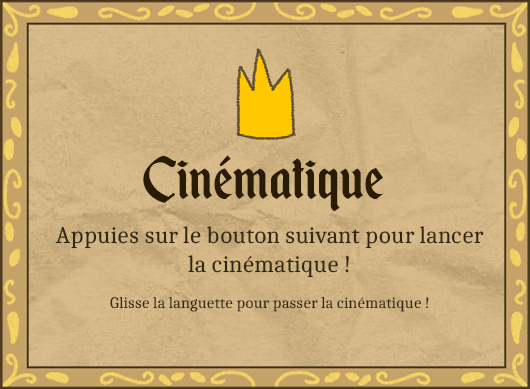 Cinématique
Appuies sur le bouton suivant pour lancer
la cinématique !
Glisse la languette pour passer la cinématique !